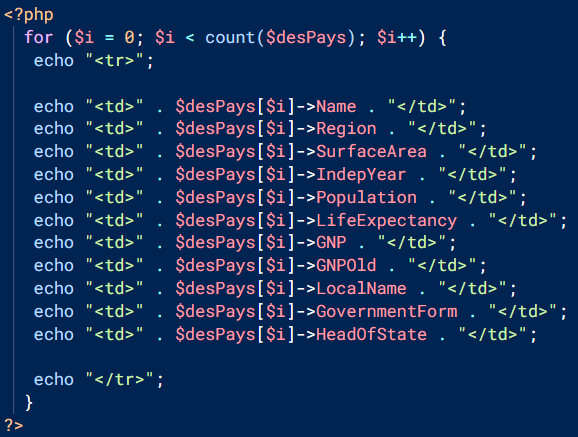 <?php
for ($i = 0; $i < count($desPays); $i++) {
echo "<tr>";
echo "<td>" . $desPays[$i]->Name . "</td>";
echo "<td>" . $desPays[$i]->Region . "</td>";
echo "<td>" . $desPays[$i]->SurfaceArea . "</td>";
echo "<td>" . $desPays[$i]->IndepYear . "</td>";
echo "<td>" . $desPays[$i]->Population . "</td>";
echo "<td>" . $desPays[$i]->LifeExpectancy . "</td>";
echo "<td>" . $desPays[$i]->GNP . "</td>";
echo "<td>" . $desPays[$i]->GNPOld . "</td>";
echo "<td>" . $desPays[$i]->LocalName . "</td>";
echo "<td>" . $desPays[$i]->GovernmentForm . "</td>";
echo "<td>" . $desPays[$i]->HeadOfState . "</td>";
echo "</tr>";
}
?>